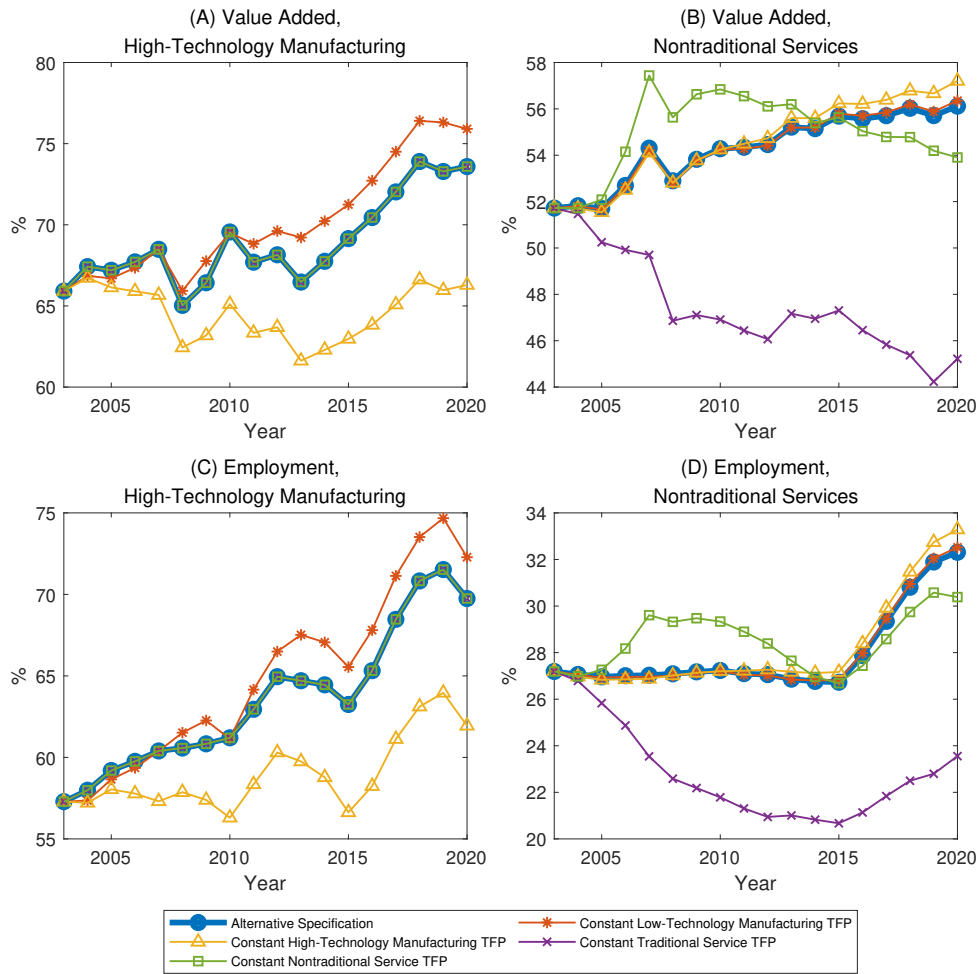 (A) Value Added,
High-Technology Manufacturing
80
75
70
65
60
%
2005 2010 2015 2020
Year
(B) Value Added,
Nontraditional Services
58
56
54
52
50
48
46
44
%
2005 2010 2015 2020
Year
(C) Employment,
High-Technology Manufacturing
75
70
65
60
55
%
2005 2010 2015 2020
Year
(D) Employment,
Nontraditional Services
34
32
30
28
26
24
22
20
%
2005 2010 2015 2020
Year
Alternative Specification
Constant High-Technology Manufacturing TFP
Constant Nontraditional Service TFP
Constant Low-Technology Manufacturing TFP
Constant Traditional Service TFP